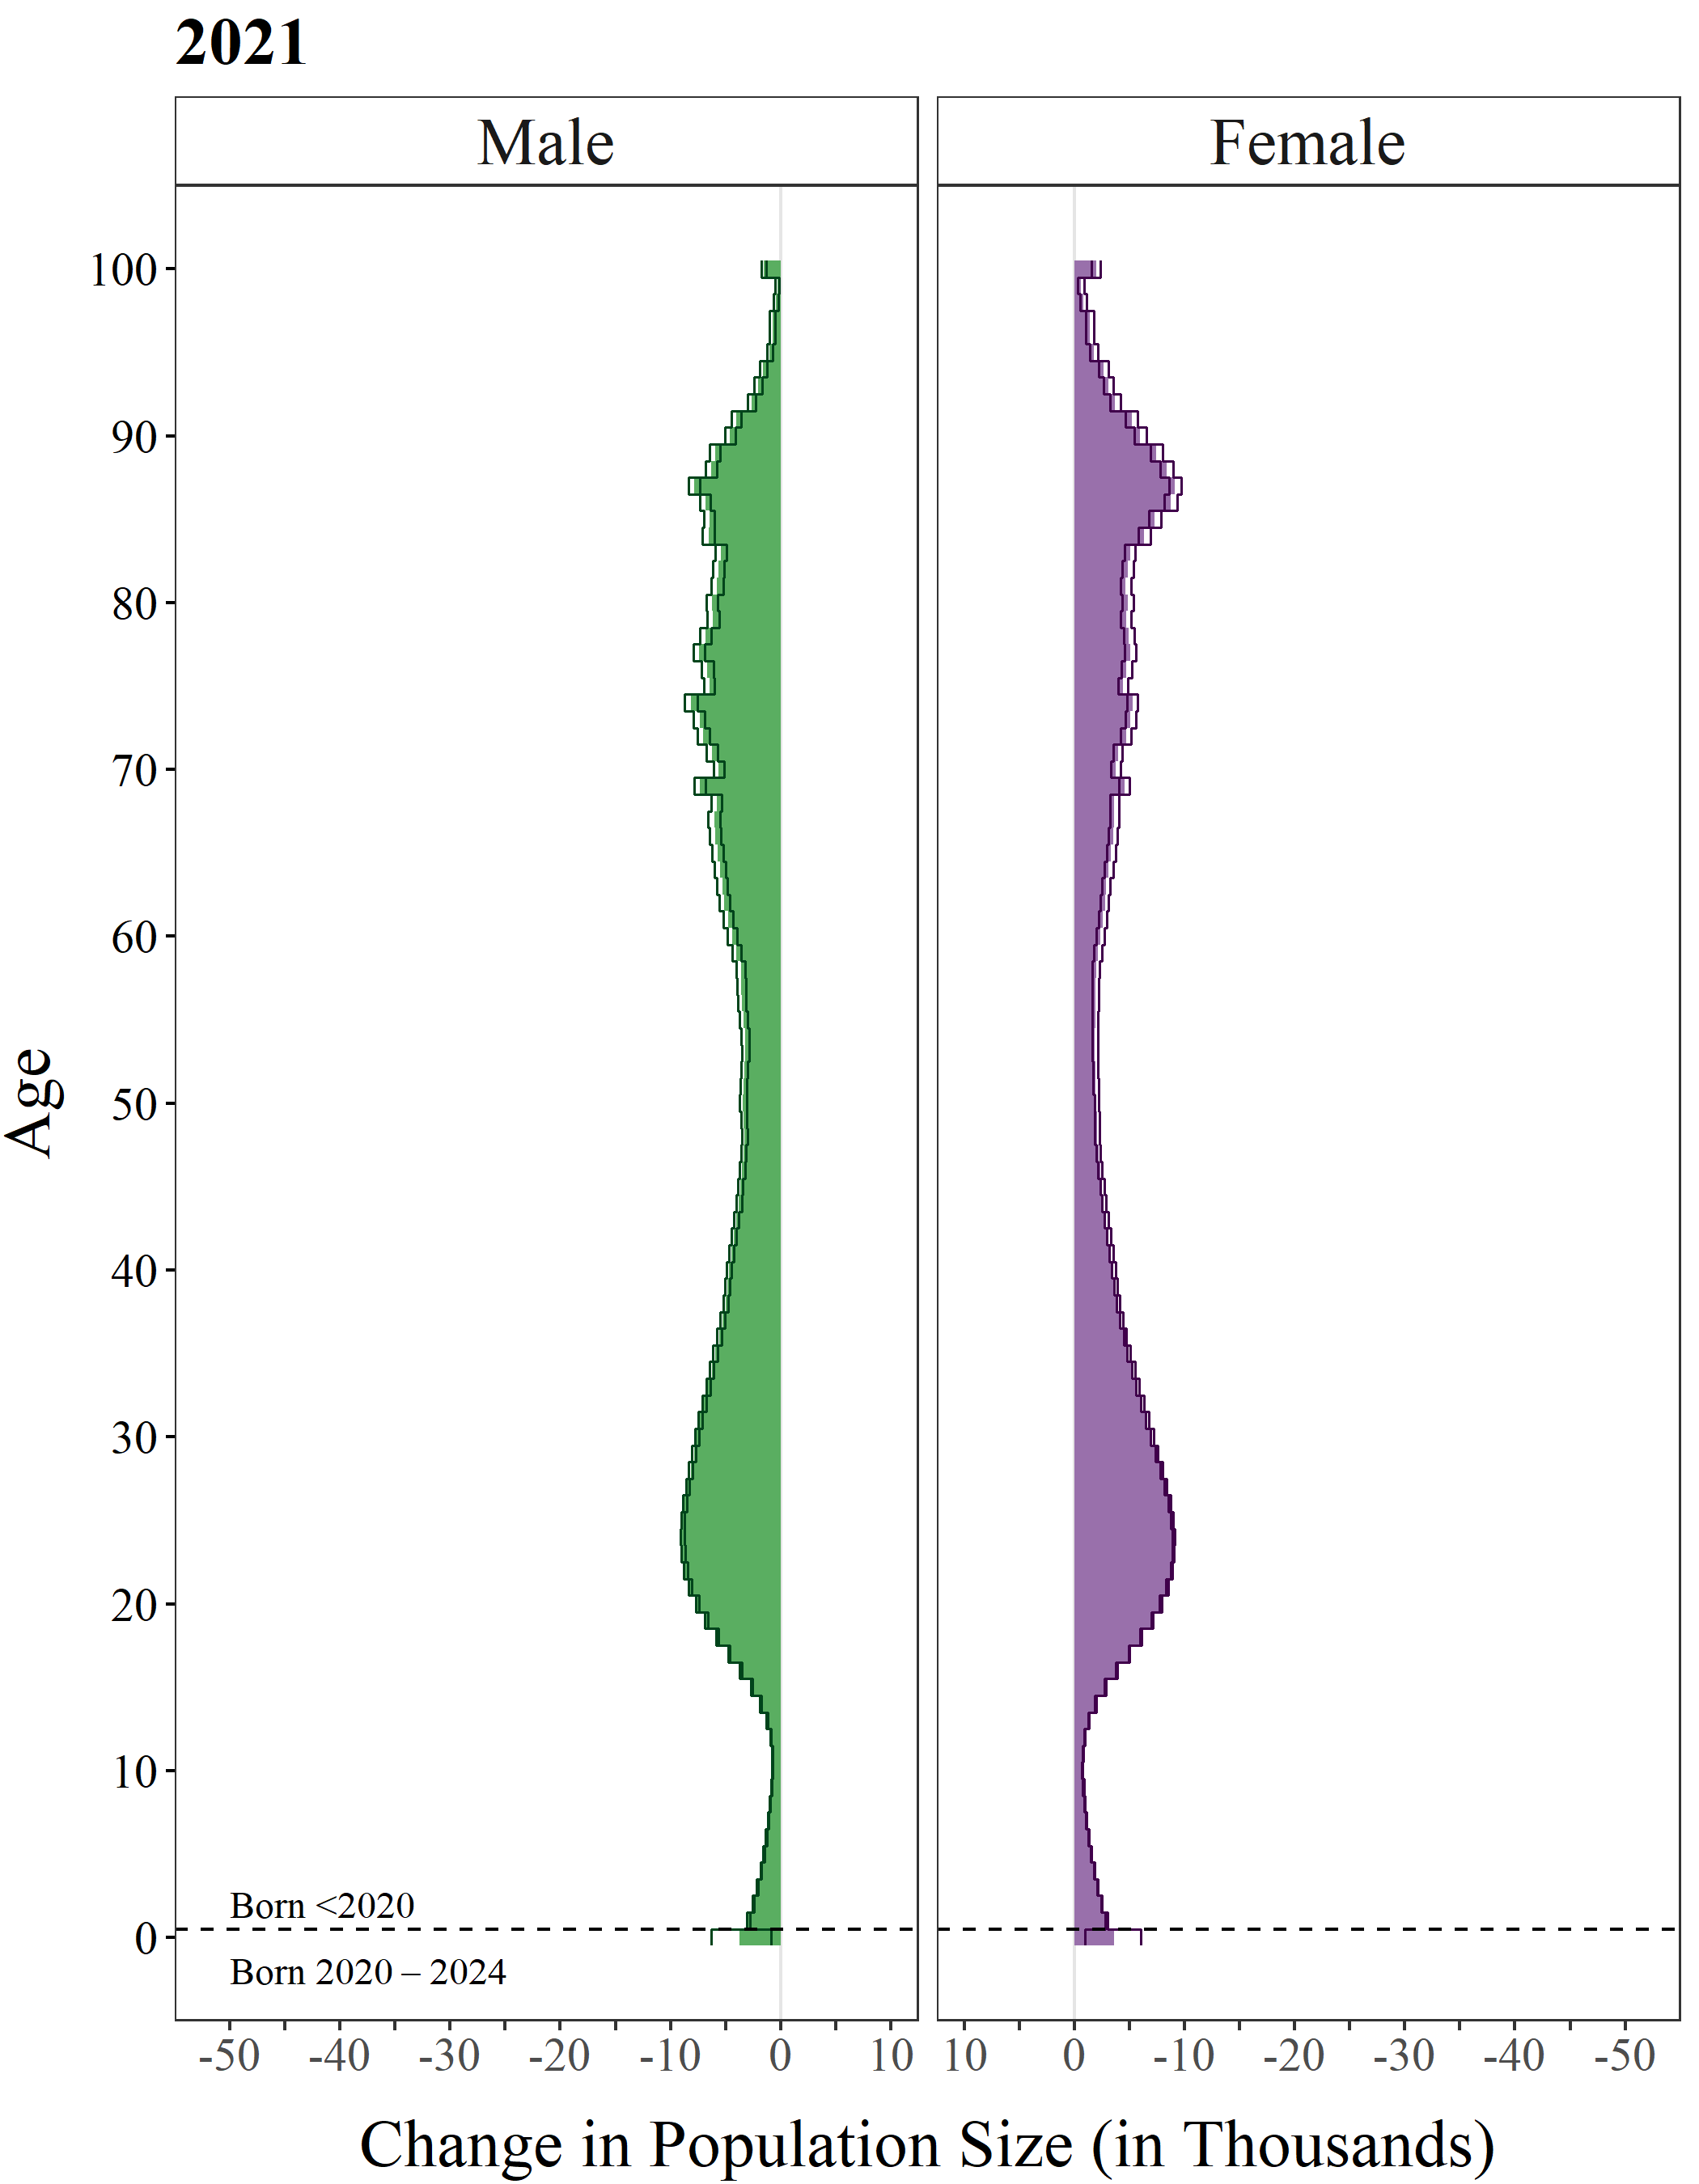 2021
Male
Female
100
90
80
70
60
50
40
30
20
10
0
Age
Born <2020
Born 2020 – 2024
-50 -40 -30 -20 -10 0 10
10 0 -10 -20 -30 -40 -50
Change in Population Size (in Thousands)